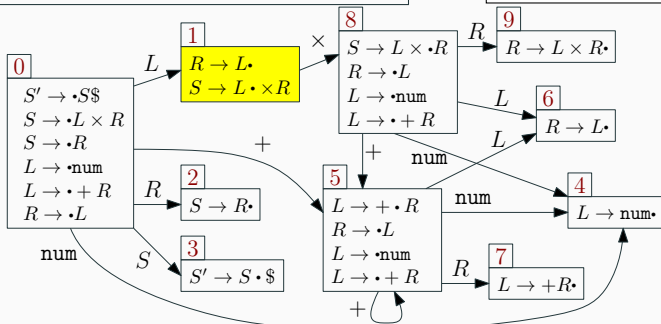 0
S′ → •S$
S → •L × R
S → •R
L → •num
L → • + R
R → •L
L
1
R → L•
S → L • ×R
×
8
S → L × •R
R → •L
L → •num
L → • + R
R
9
R → L × R•
L
6
R → L•
L
+
num
+
R
2
S → R•
S
3
S′ → S • $
num
5
L → + • R
R → •L
L → •num
L → • + R
num
4
L → num•
R
7
L → +R•
+